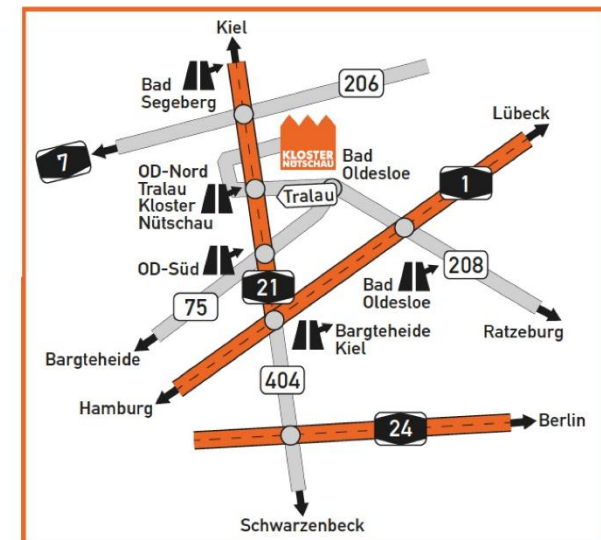 Kiel
206
Bad
Segeberg
Lübeck
7
KLOSTER
NÜTSCHAU
Bad
Oldesloe
1
OD-Nord
Tralau
Kloster
Nütschau
Tralau
OD-Süd
208
21
Bad
Oldesloe
75
Bargteheide
Kiel
Ratzeburg
Bargteheide
404
Hamburg
24
Berlin
Schwarzenbeck